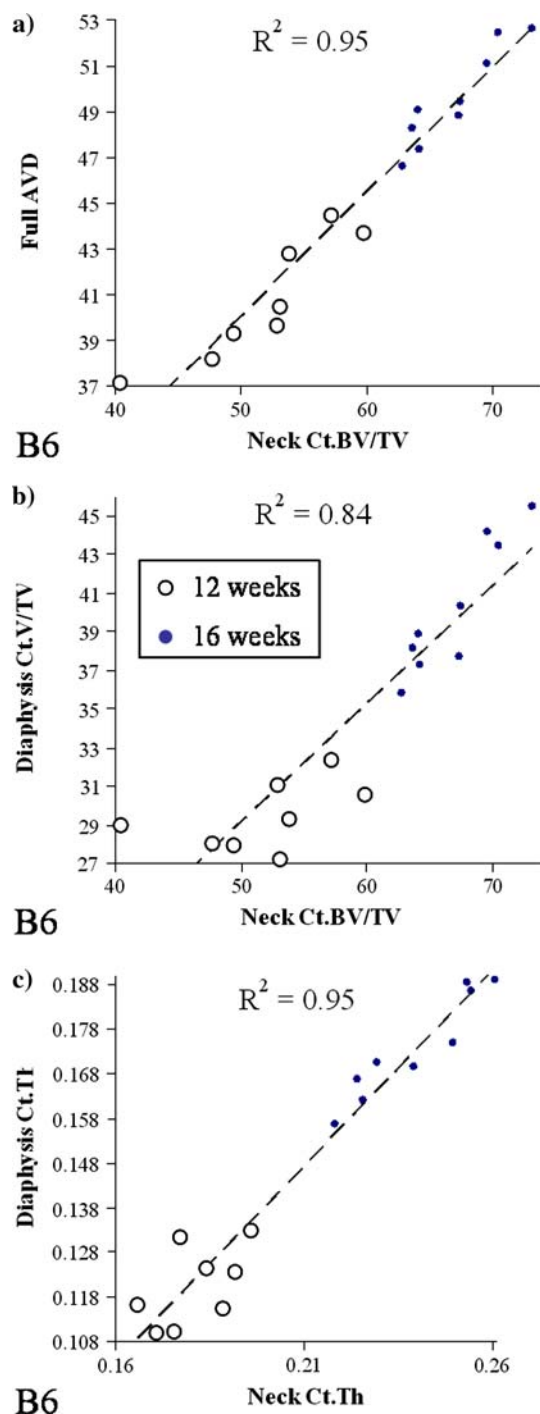 a)
R² = 0.95
Full AVD
53
51
49
47
45
43
41
39
37
40 50 60 70
Neck Ct.BV/TV
B6
b)
R² = 0.84
Diaphysis Ct.V/TV
45
43
41
39
37
35
33
31
29
27
12 weeks
16 weeks
40 50 60 70
Neck Ct.BV/TV
B6
c)
R² = 0.95
Diaphysis Ct.Th
0.188
0.178
0.168
0.158
0.148
0.138
0.128
0.118
0.108
0.16 0.21 0.26
Neck Ct.Th
B6